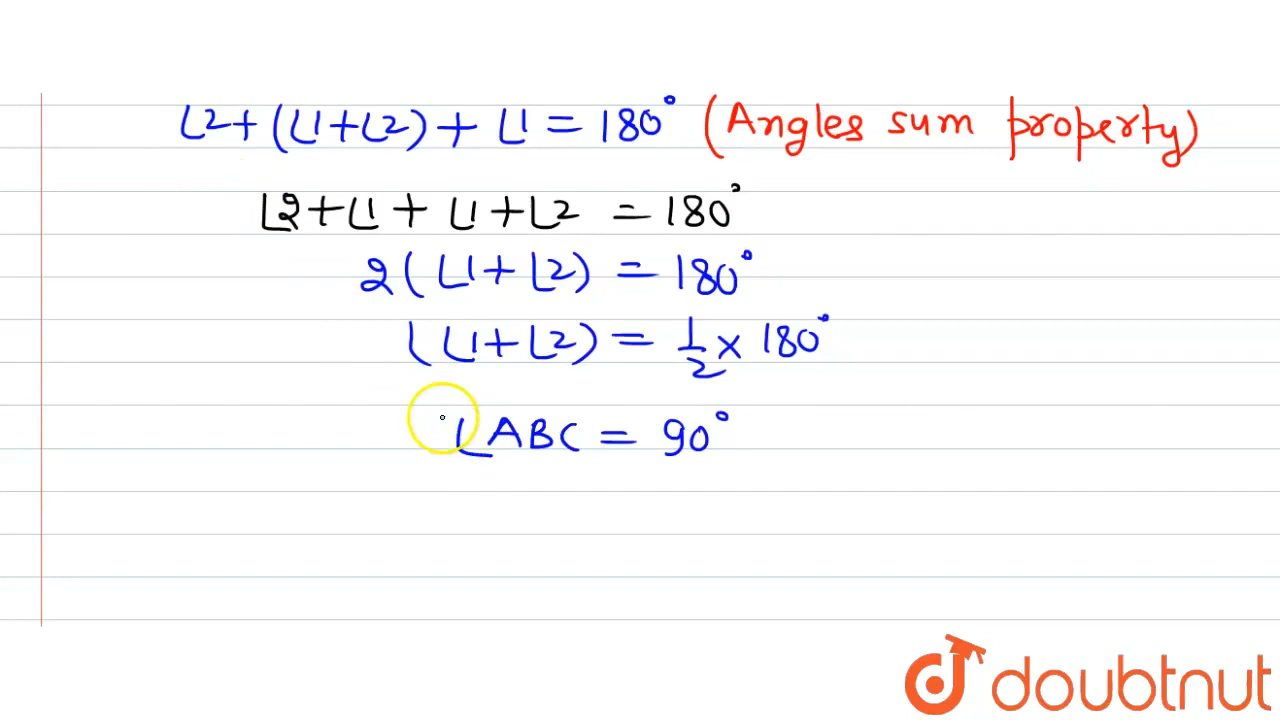 ∠2+(∠1+∠2)+∠1=180° (Angles sum property)
∠2+∠1+∠1+∠2 =180°
2(∠1+∠2) =180°
(∠1+∠2) = 1/2 × 180°
∠ABC = 90°
doubtnut